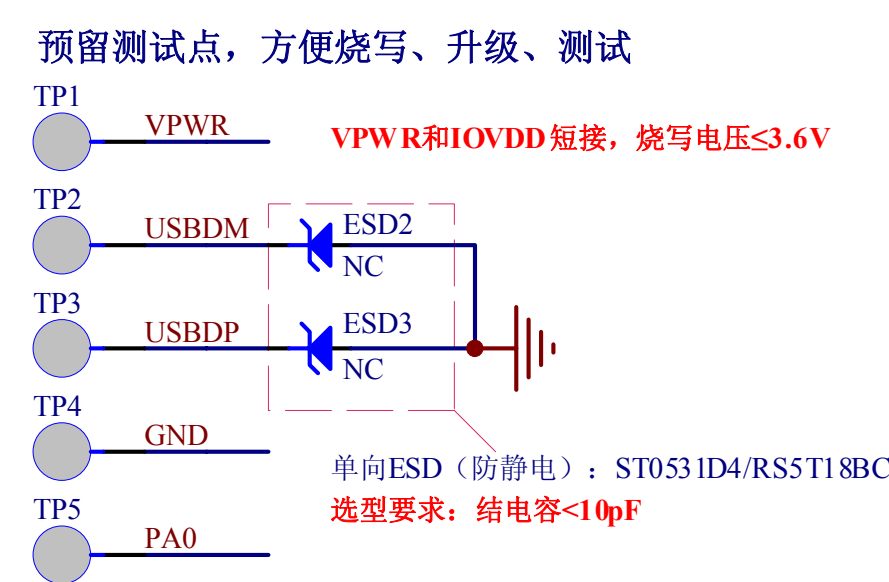 预留测试点，方便烧写、升级、测试
TP1
VPWR
VPWR和IOVDD短接，烧写电压≤3.6V
TP2
USBDM
ESD2
NC
TP3
USBDP
ESD3
NC
TP4
GND
单向ESD（防静电）：ST0531D4/RS5T18BC
选型要求：结电容<10pF
TP5
PA0